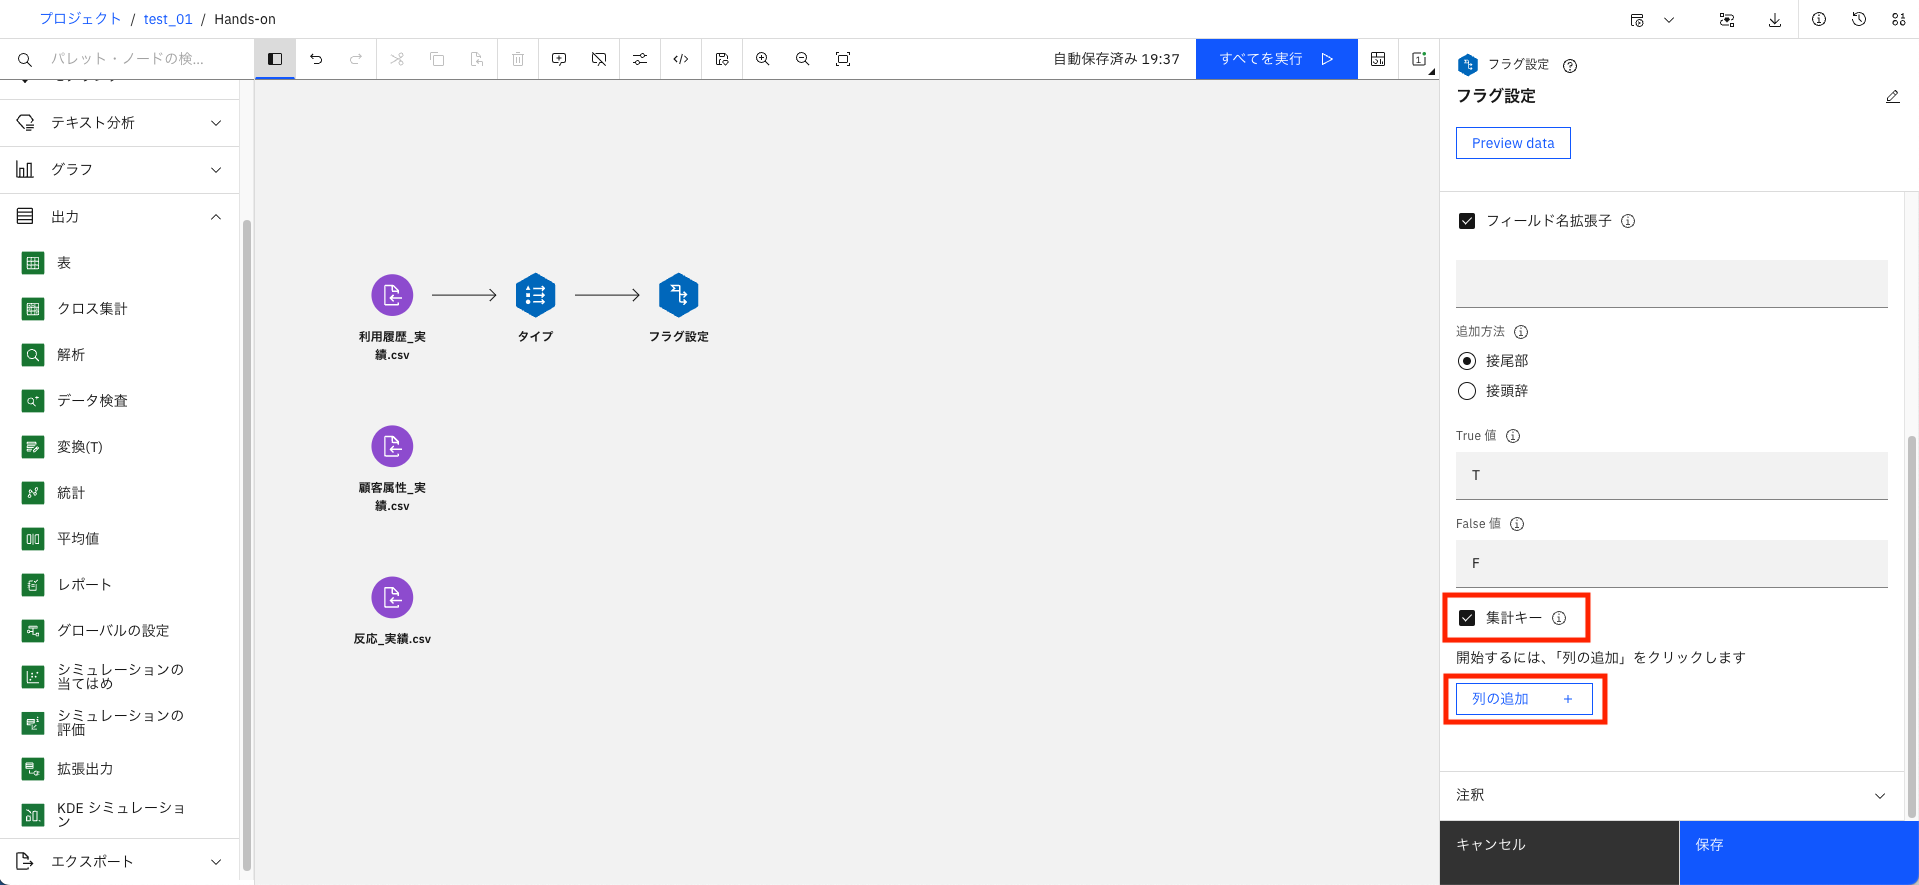 プロジェクト / test_01 / Hands-on
パレット・ノードの検...
自動保存済み 19:37
すべてを実行
テキスト分析
グラフ
出力
表
クロス集計
解析
データ検査
変換(T)
統計
平均値
レポート
グローバルの設定
シミュレーションの
当てはめ
シミュレーションの
評価
拡張出力
KDE シミュレーショ
ン
エクスポート
利用履歴_実
績.csv
タイプ
フラグ設定
顧客属性_実
績.csv
反応_実績.csv
フラグ設定
フラグ設定
Preview data
フィールド名拡張子
追加方法
接尾部
接頭辞
True 値
T
False 値
F
集計キー
開始するには、「列の追加」をクリックします
列の追加 +
注釈
キャンセル
保存